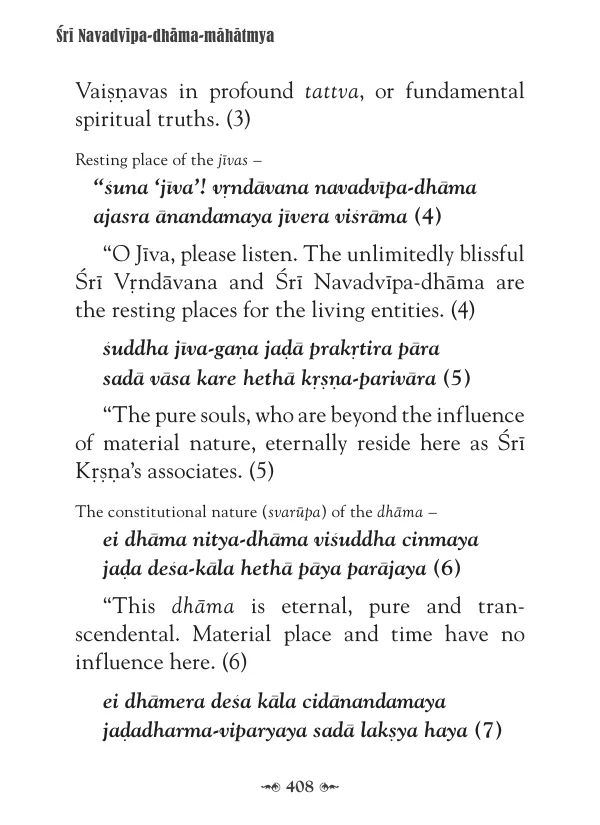 Śrī Navadvīpa-dhāma-māhātmya
Vaiṣṇavas in profound tattva, or fundamental
spiritual truths. (3)
Resting place of the jīvas –
“śuna ‘jīva’! vṛndāvana navadvīpa-dhāma
ajasra ānandamaya jīvera viśrāma (4)
“O Jīva, please listen. The unlimitedly blissful
Śrī Vṛndāvana and Śrī Navadvīpa-dhāma are
the resting places for the living entities. (4)
śuddha jīva-gaṇa jaḍā prakṛtira pāra
sadā vāsa kare hethā kṛṣṇa-parivāra (5)
“The pure souls, who are beyond the influence
of material nature, eternally reside here as Śrī
Kṛṣṇa’s associates. (5)
The constitutional nature (svarūpa) of the dhāma –
ei dhāma nitya-dhāma viśuddha cinmaya
jaḍa deśa-kāla hethā pāya parājaya (6)
“This dhāma is eternal, pure and tran-
scendental. Material place and time have no
influence here. (6)
ei dhāmera deśa kāla cidānandamaya
jaḍadharma-viparyaya sadā lakṣya haya (7)
408